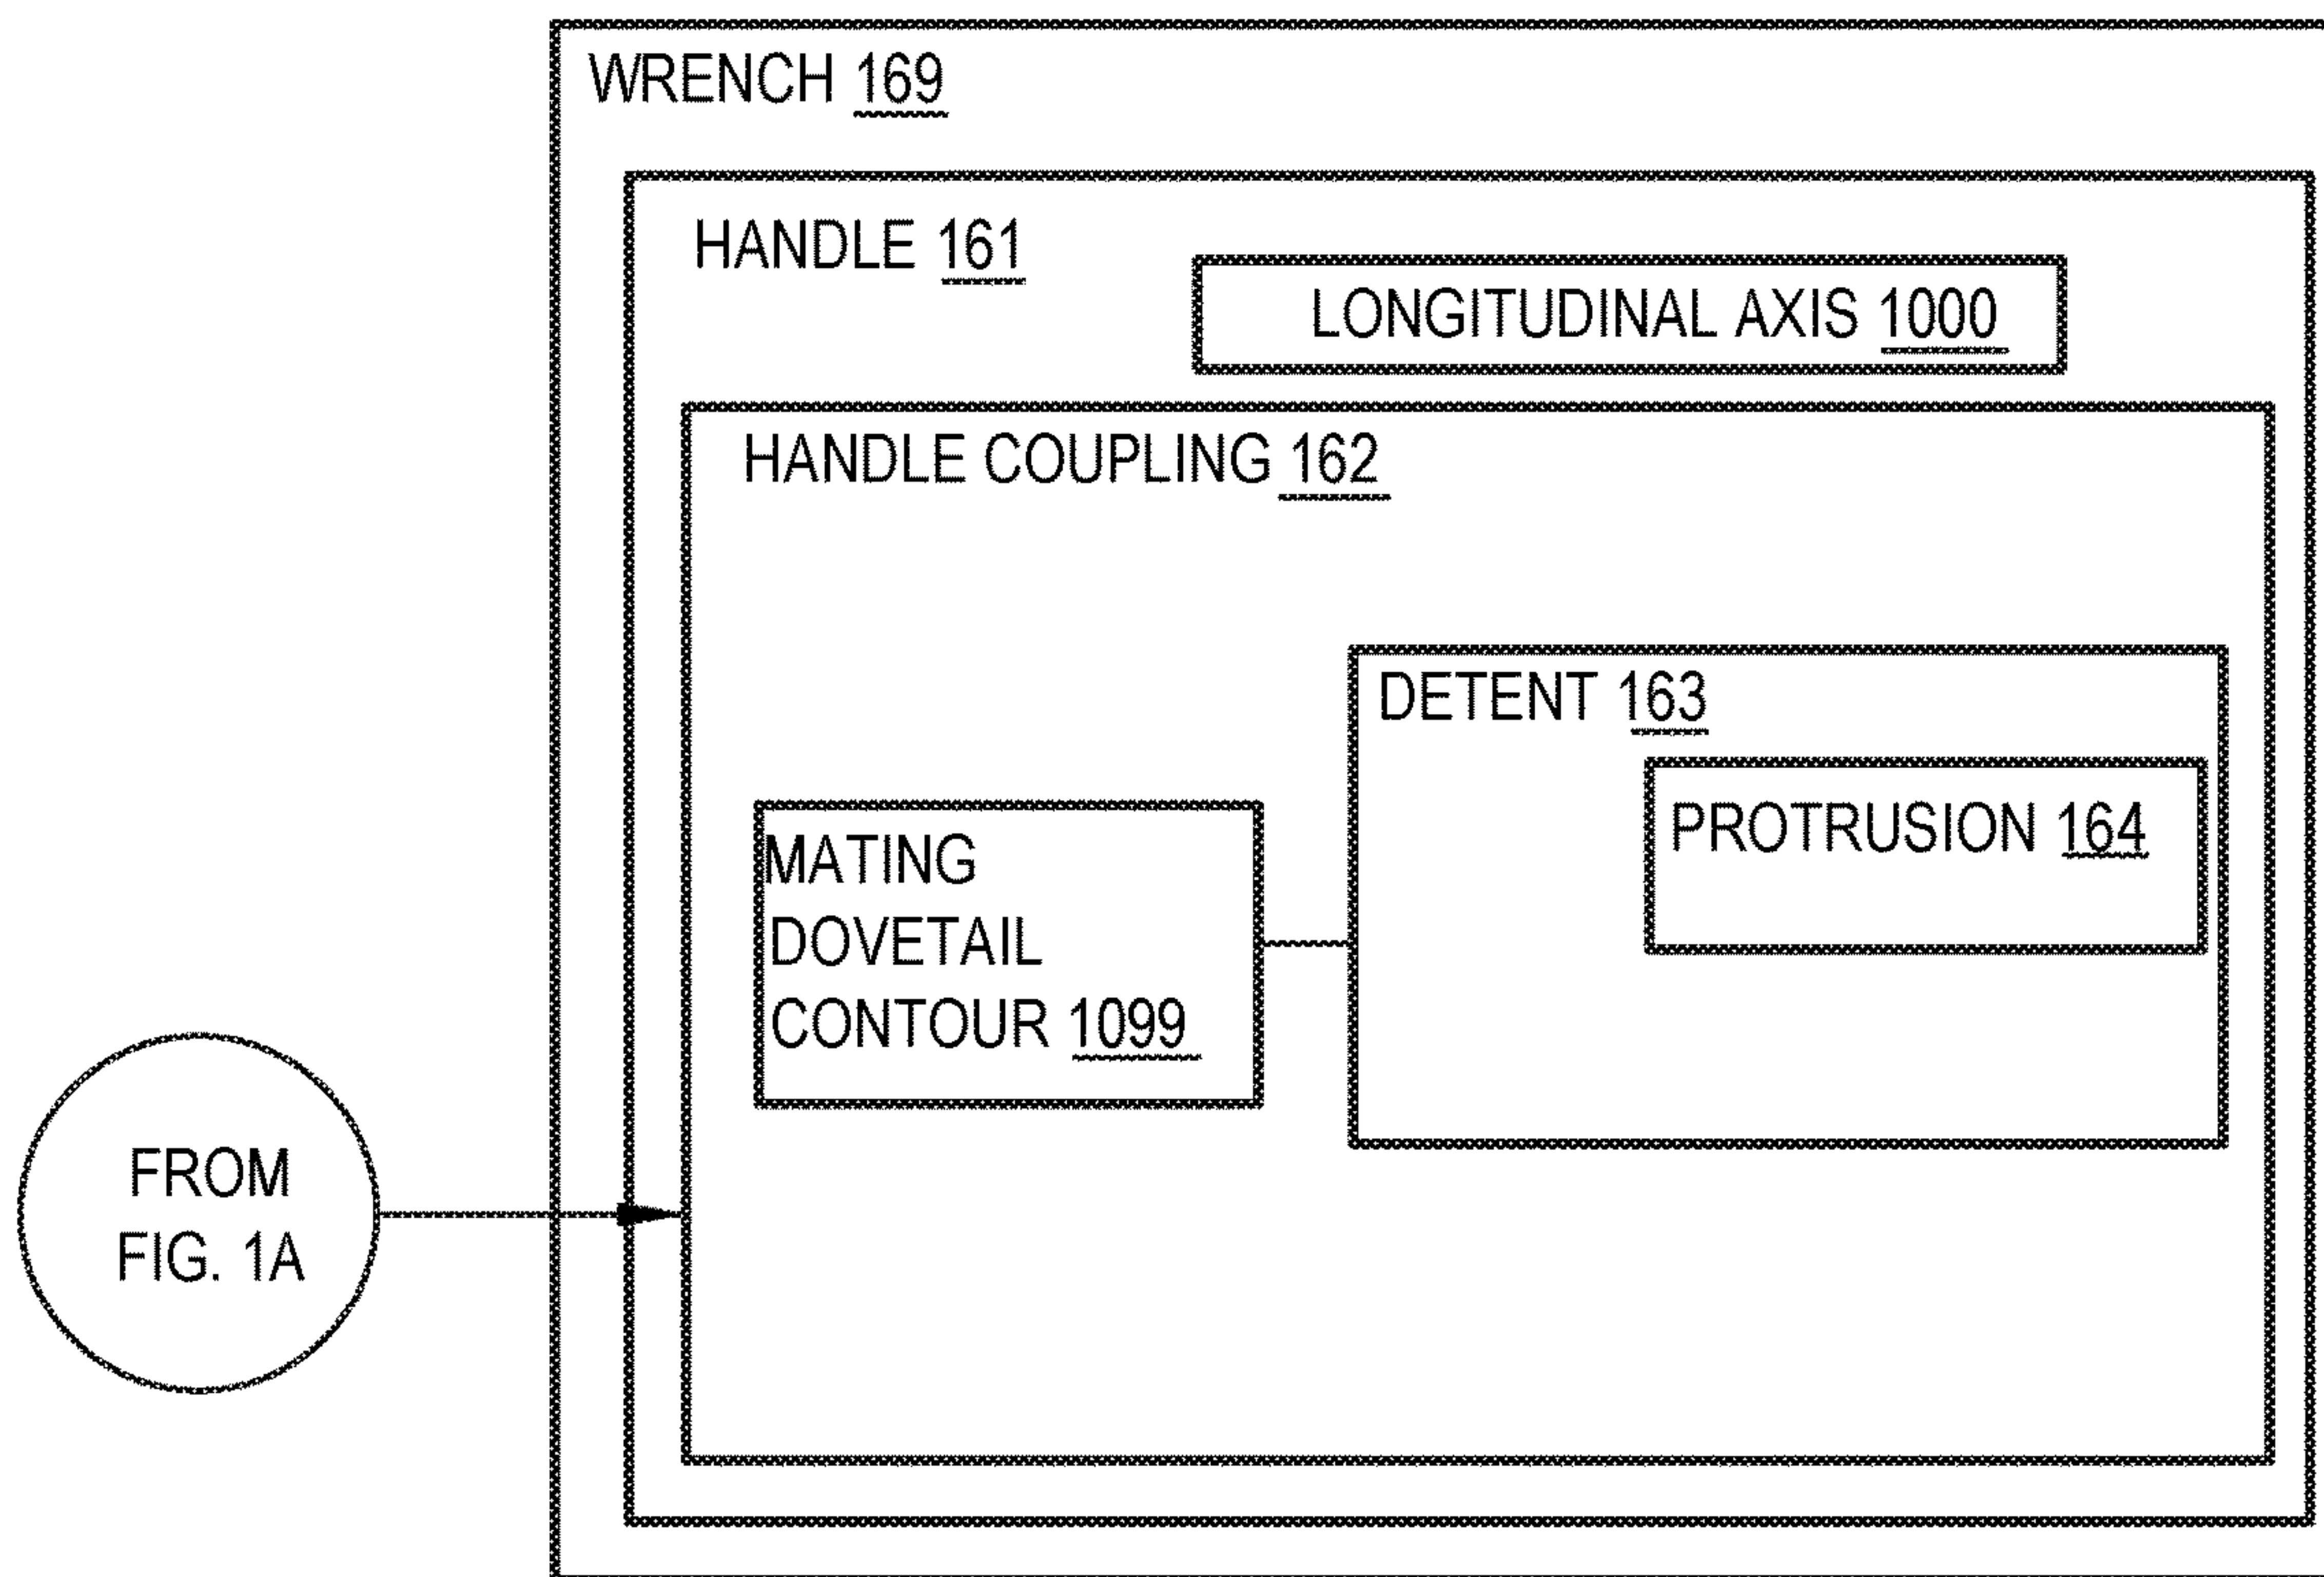 WRENCH 169
HANDLE 161
LONGITUDINAL AXIS 1000
HANDLE COUPLING 162
DETENT 163
PROTRUSION 164
MATING
DOVETAIL
CONTOUR 1099
FROM
FIG. 1A